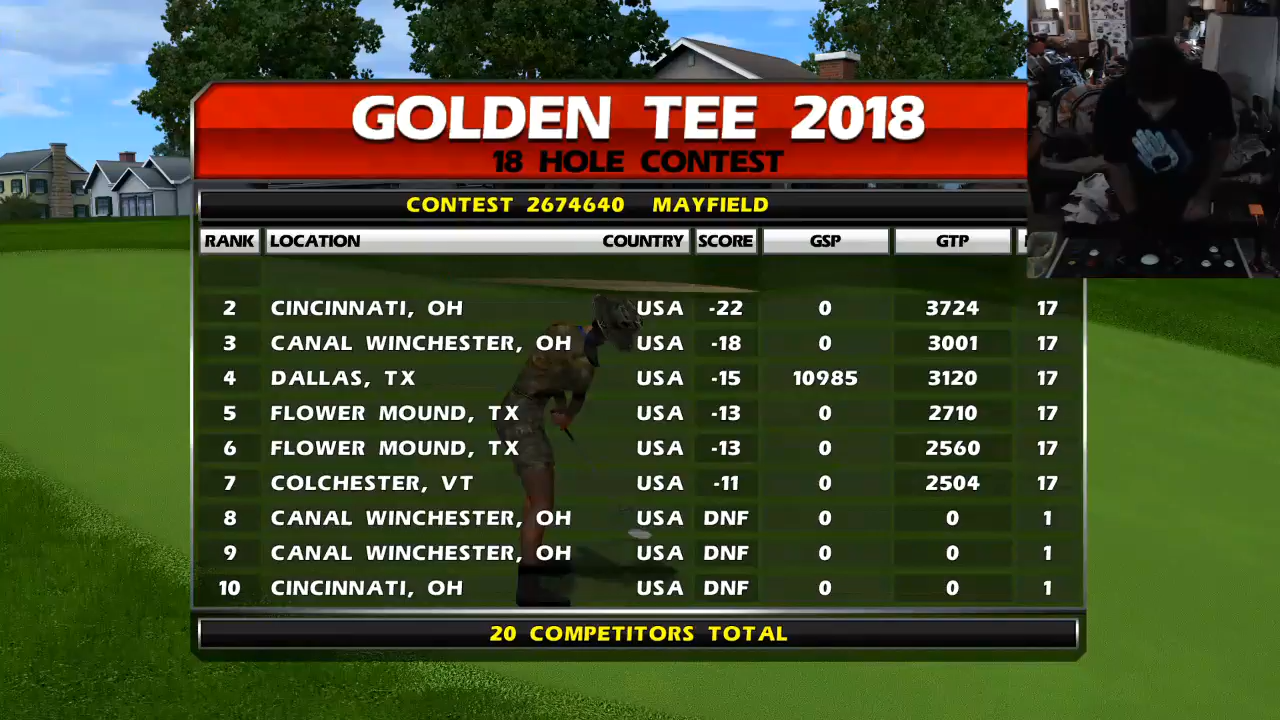 GOLDEN TEE 2018
18 HOLE CONTEST
CONTEST 2674640 MAYFIELD
RANK LOCATION COUNTRY SCORE GSP GTP
2 CINCINNATI, OH USA -22 0 3724 17
3 CANAL WINCHESTER, OH USA -18 0 3001 17
4 DALLAS, TX USA -15 10985 3120 17
5 FLOWER MOUND, TX USA -13 0 2710 17
6 FLOWER MOUND, TX USA -13 0 2560 17
7 COLCHESTER, VT USA -11 0 2504 17
8 CANAL WINCHESTER, OH USA DNF 0 0 1
9 CANAL WINCHESTER, OH USA DNF 0 0 1
10 CINCINNATI, OH USA DNF 0 0 1
20 COMPETITORS TOTAL